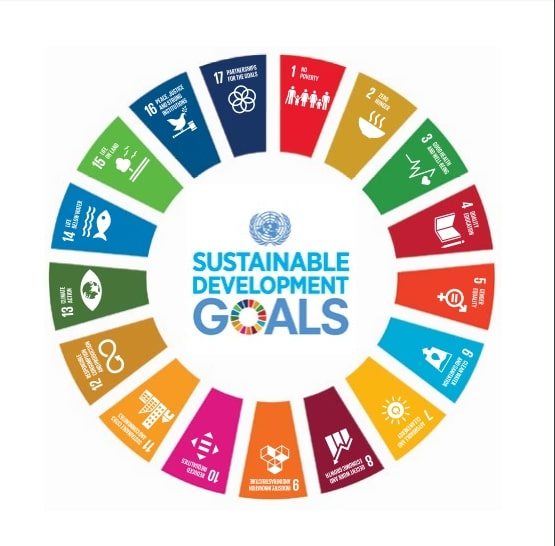 SUSTAINABLE
DEVELOPMENT
GOALS
1 NO
POVERTY
2 ZERO
HUNGER
3 GOOD HEALTH
AND WELL-BEING
4 QUALITY
EDUCATION
5 GENDER
EQUALITY
6 CLEAN WATER
AND SANITATION
7 AFFORDABLE AND
CLEAN ENERGY
8 DECENT WORK AND
ECONOMIC GROWTH
9 INDUSTRY, INNOVATION
AND INFRASTRUCTURE
10 REDUCED
INEQUALITIES
11 SUSTAINABLE CITIES
AND COMMUNITIES
12 RESPONSIBLE
CONSUMPTION
AND PRODUCTION
13 CLIMATE
ACTION
14 LIFE
BELOW WATER
15 LIFE
ON LAND
16 PEACE, JUSTICE
AND STRONG
INSTITUTIONS
17 PARTNERSHIPS
FOR THE GOALS